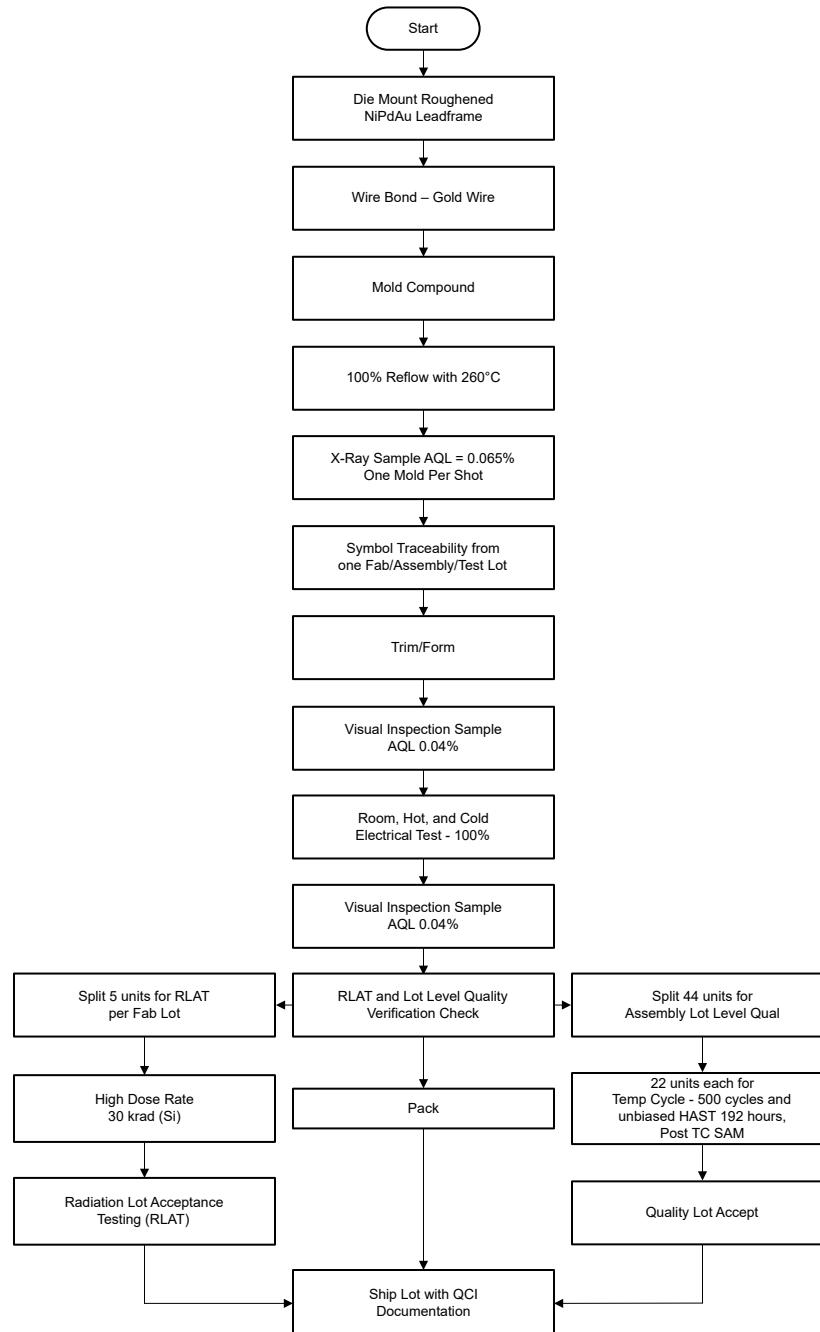 Start
Die Mount Roughened
NiPdAu Leadframe
Wire Bond – Gold Wire
Mold Compound
100% Reflow with 260°C
X-Ray Sample AQL = 0.065%
One Mold Per Shot
Symbol Traceability from
one Fab/Assembly/Test Lot
Trim/Form
Visual Inspection Sample
AQL 0.04%
Room, Hot, and Cold
Electrical Test - 100%
Visual Inspection Sample
AQL 0.04%
Split 5 units for RLAT
per Fab Lot
RLAT and Lot Level Quality
Verification Check
Split 44 units for
Assembly Lot Level Qual
High Dose Rate
30 krad (Si)
Pack
22 units each for
Temp Cycle - 500 cycles and
unbiased HAST 192 hours,
Post TC SAM
Radiation Lot Acceptance
Testing (RLAT)
Quality Lot Accept
Ship Lot with QCI
Documentation